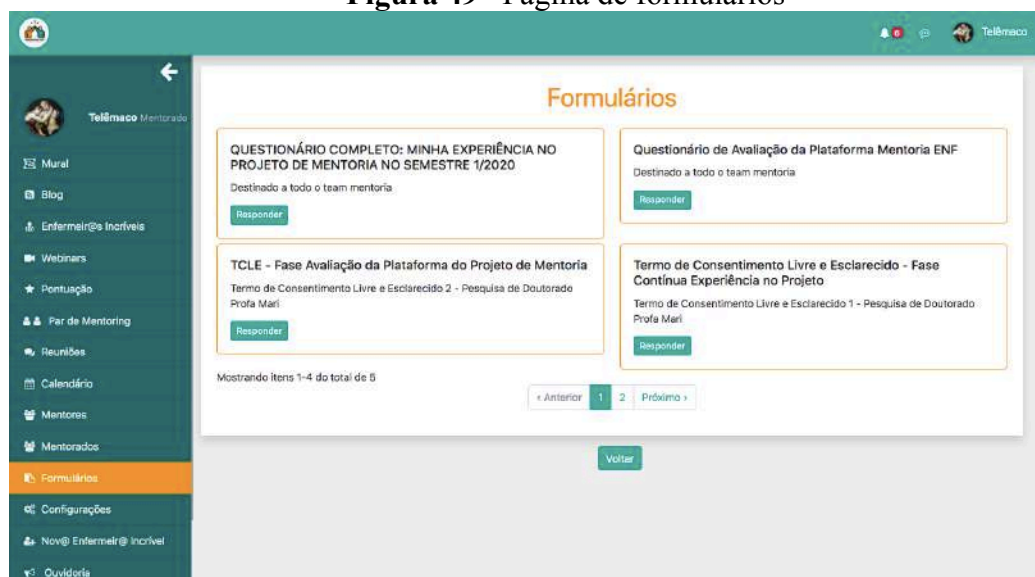 Figura 49 Página de formulários
6
Telêmaco
Telêmaco Mentorado
Mural
Blog
Enfermeir@s Incríveis
Webinars
Pontuação
Par de Mentoring
Reuniões
Calendário
Mentores
Mentorados
Formulários
Configurações
Nov@ Enfermeir@ Incrível
Ouvidoria
Formulários
QUESTIONÁRIO COMPLETO: MINHA EXPERIÊNCIA NO
PROJETO DE MENTORIA NO SEMESTRE 1/2020
Destinado a todo o team mentoria
Responder
Questionário de Avaliação da Plataforma Mentoria ENF
Destinado a todo o team mentoria
Responder
TCLE - Fase Avaliação da Plataforma do Projeto de Mentoria
Termo de Consentimento Livre e Esclarecido 2 - Pesquisa de Doutorado
Profa Mari
Responder
Termo de Consentimento Livre e Esclarecido - Fase
Contínua Experiência no Projeto
Termo de Consentimento Livre e Esclarecido 1 - Pesquisa de Doutorado
Profa Mari
Responder
Mostrando itens 1-4 do total de 5
‹ Anterior 1 2 Próximo ›
Volter